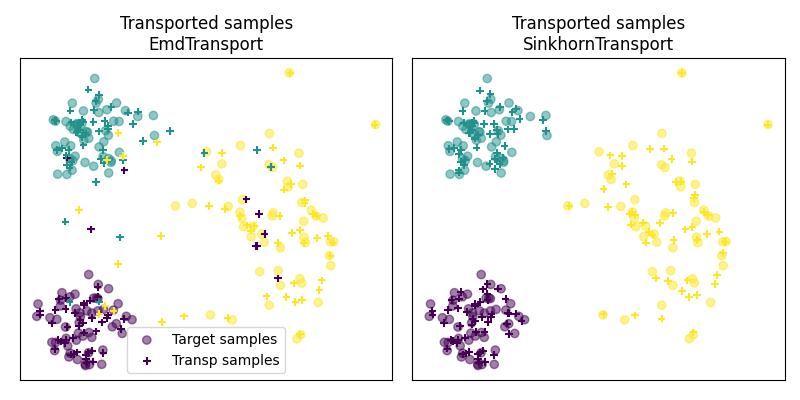 Transported samples
EmdTransport
Transported samples
SinkhornTransport
Target samples
Transp samples